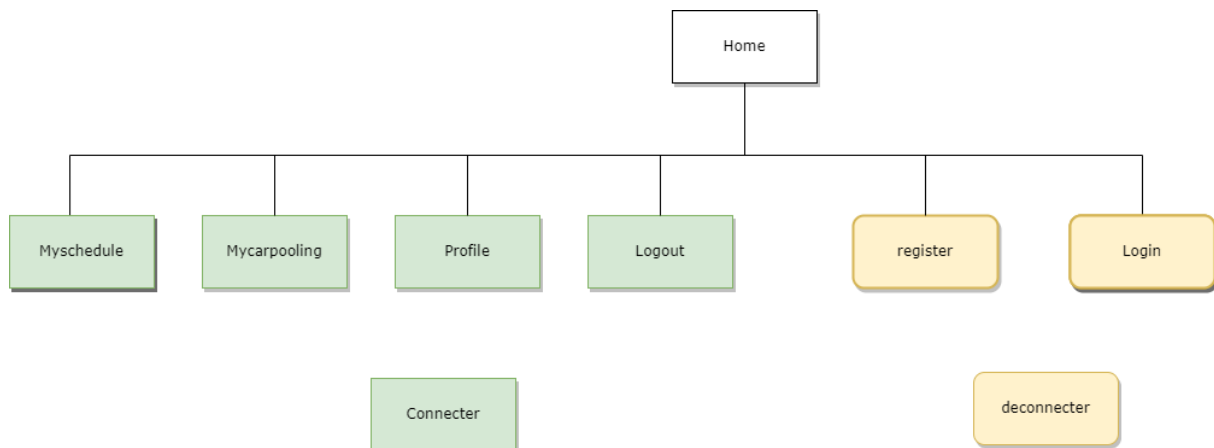 Home
Myschedule
Mycarpooling
Profile
Logout
register
Login
Connecter
deconnecter